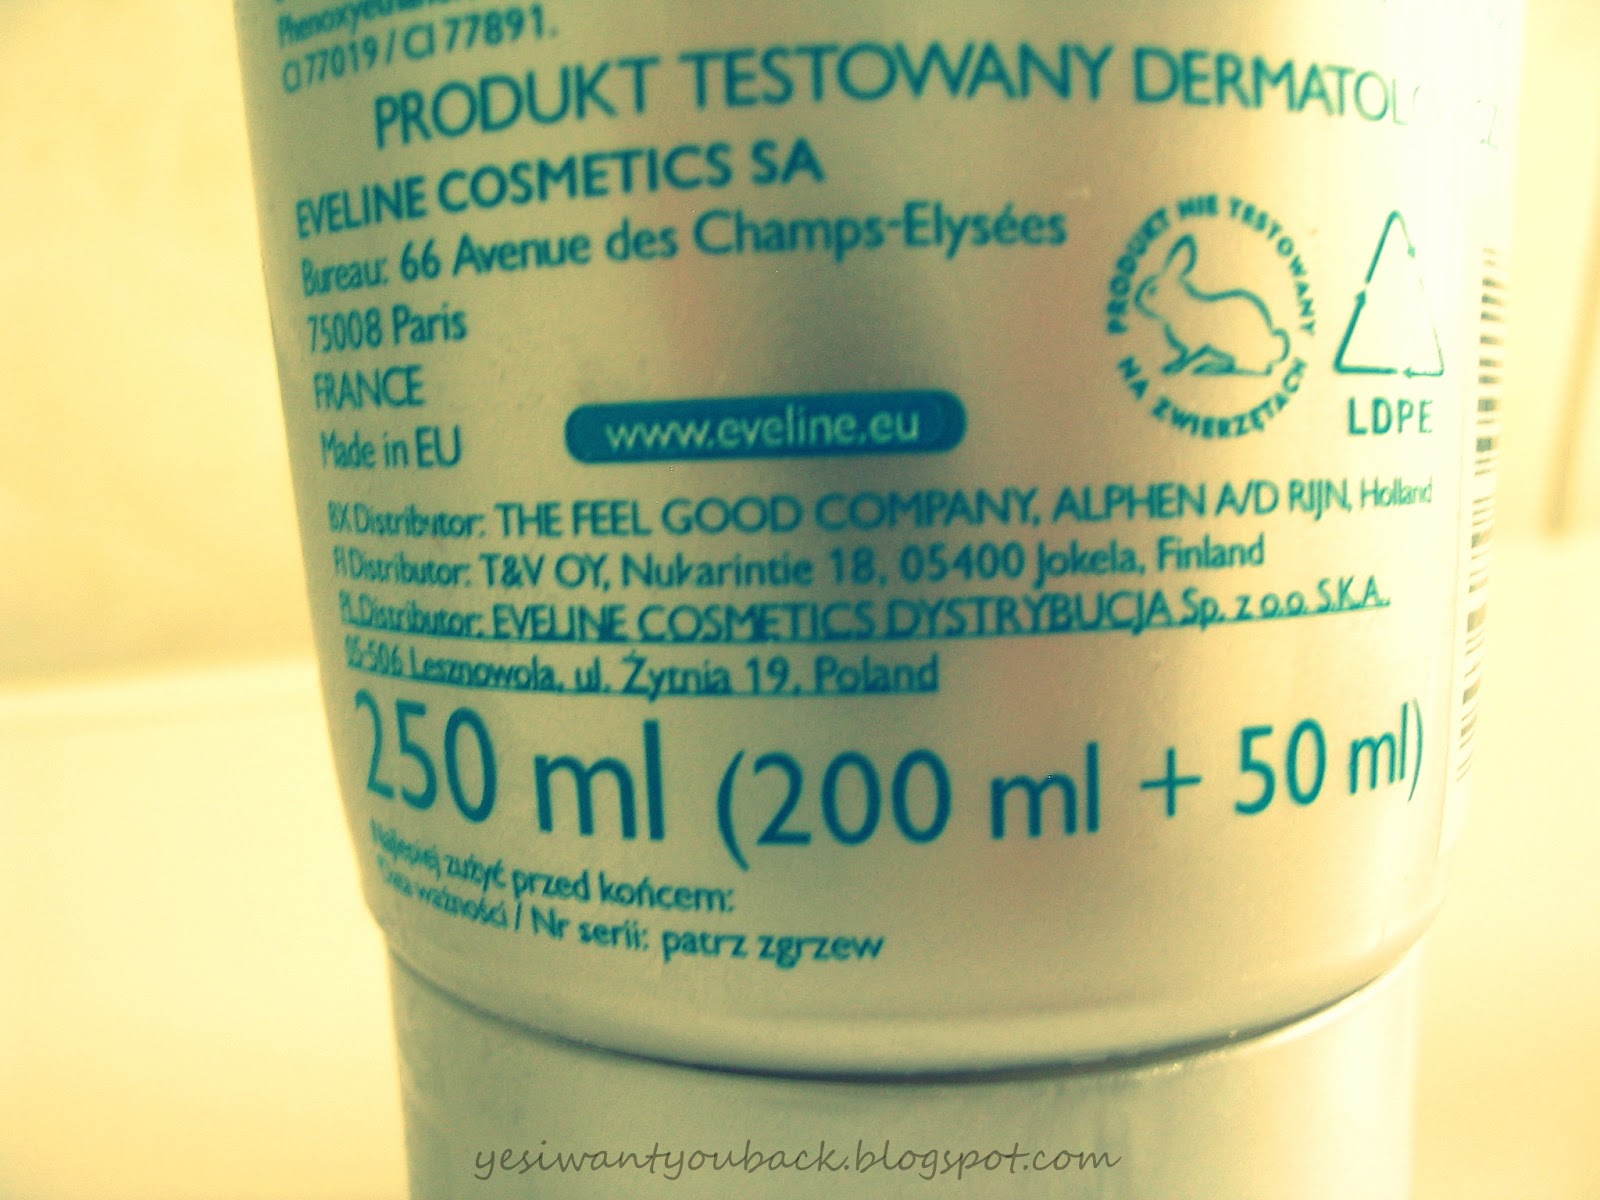 CI 77019 / CI 77891.
PRODUKT TESTOWANY
EVELINE COSMETICS SA
Bureau: 66 Avenue des Champs-Elysées
75008 Paris
FRANCE
Made in EU
www.eveline.eu
PRODUKT NIE TESTOWANY NA ZWIERZĘTACH
LDPE
BX Distributor: THE FEEL GOOD COMPANY, ALPHEN A/D RIJN, Holland
FI Distributor: T&V OY, Nukarintie 18, 05400 Jokela, Finland
PL Distributor: EVELINE COSMETICS DYSTRYBUCJA Sp. z o.o. S.K.A.
05-506 Lesznowola, ul. Żytnia 19, Poland
250 ml (200 ml + 50 ml)
Najlepiej zużyć przed końcem:
Data ważności / Nr serii: patrz zgrzew
yesiwantyouback.blogspot.com